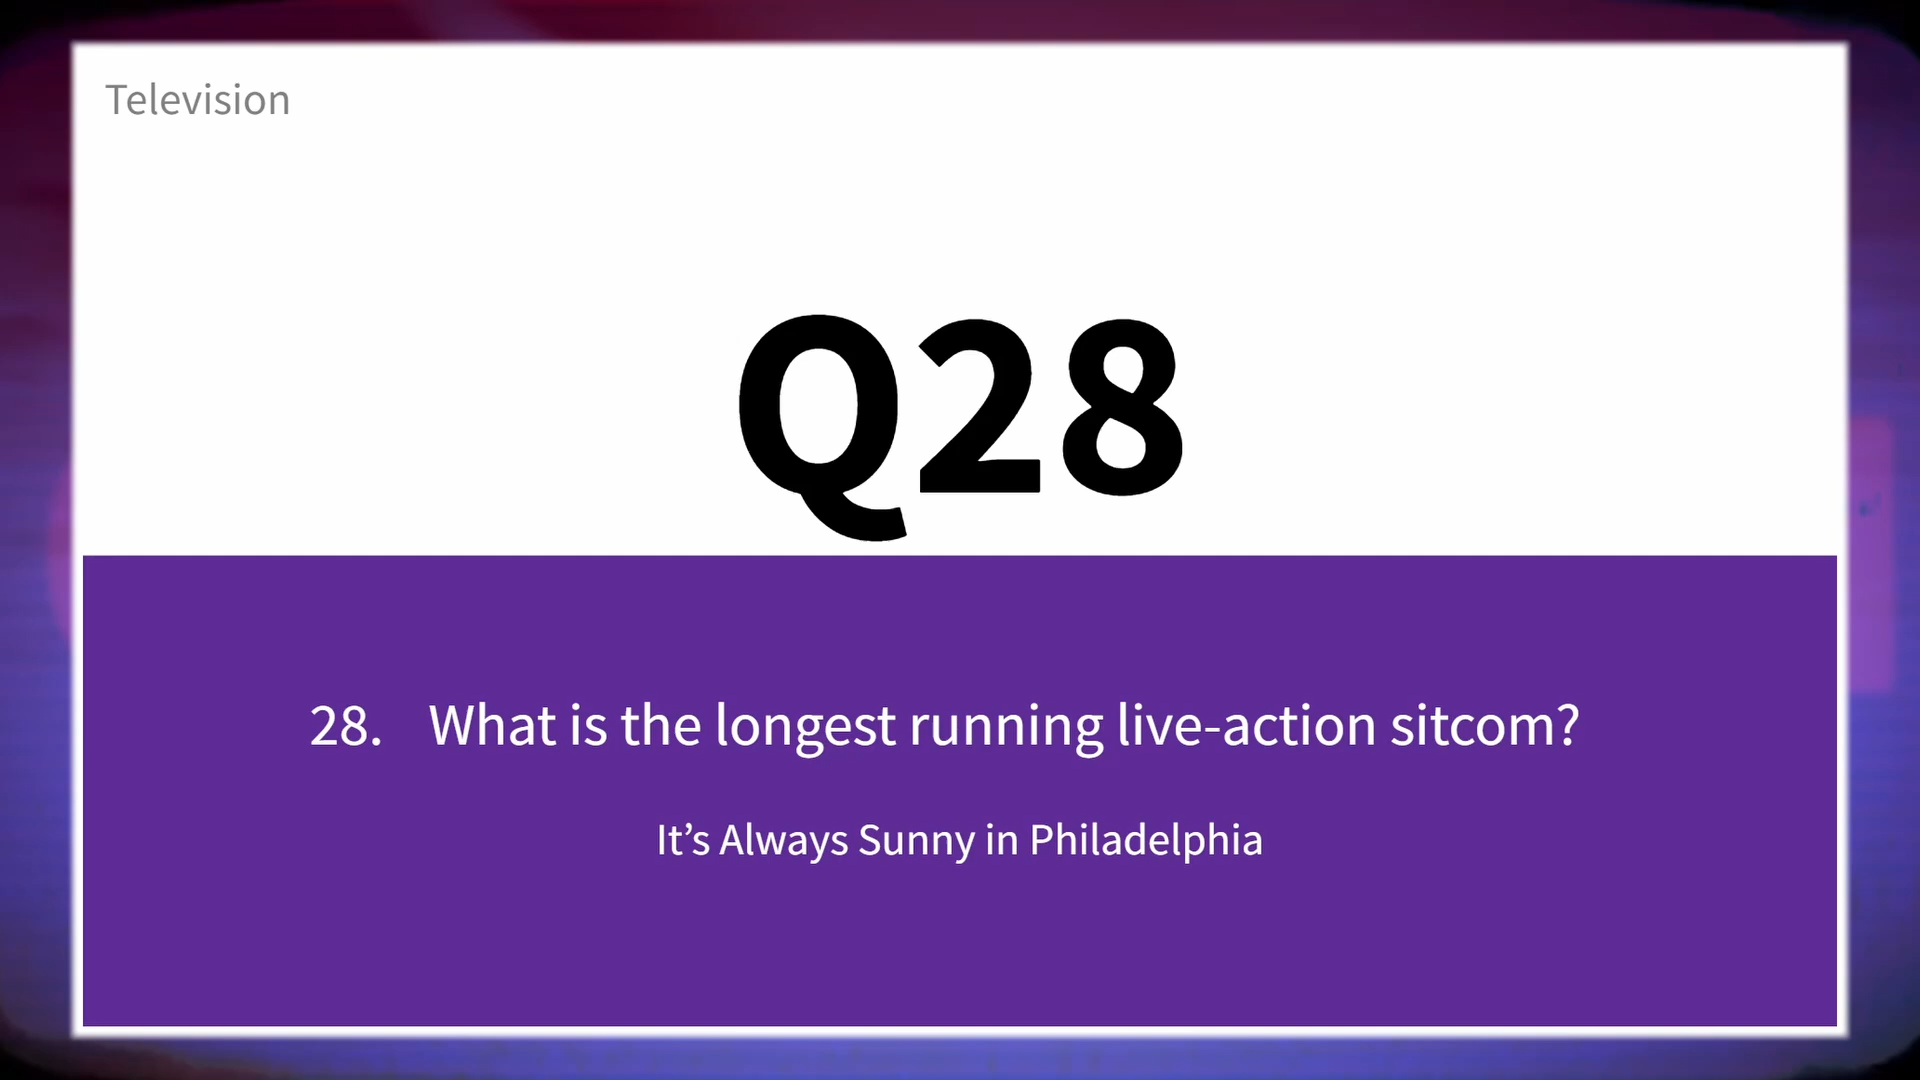 Television
Q28
28. What is the longest running live-action sitcom?
It’s Always Sunny in Philadelphia